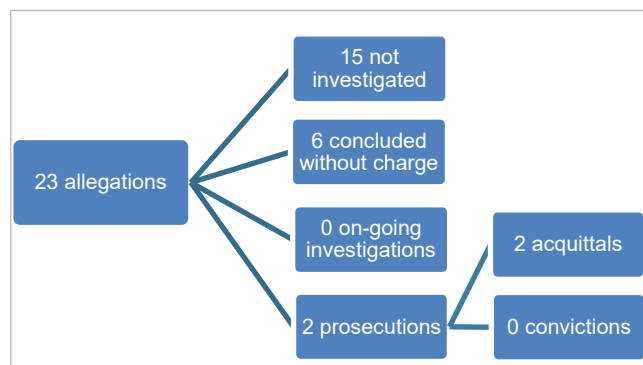 15 not
investigated
6 concluded
without charge
23 allegations
0 on-going
investigations
2 acquittals
2 prosecutions
0 convictions